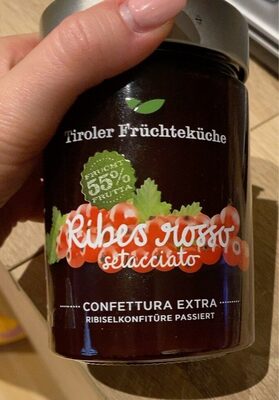 Tiroler Früchteküche
FRUCHT
55%
FRUTTA
Ribes rosso
setacciato
CONFETTURA EXTRA
RIBISELKONFITÜRE PASSIERT